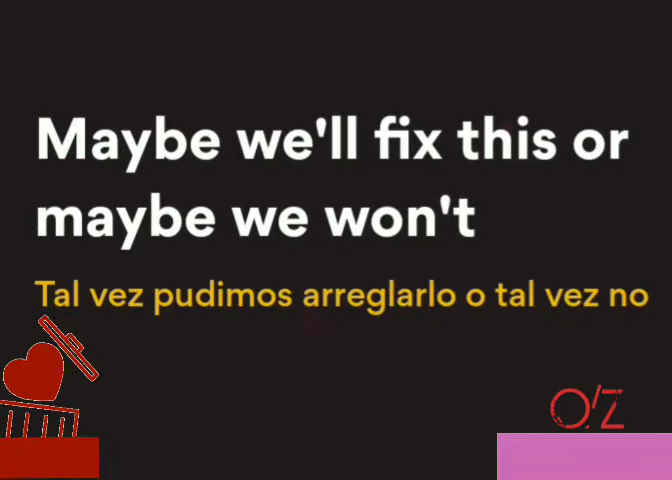 Maybe we'll fix this or
maybe we won't
Tal vez pudimos arreglarlo o tal vez no
O/Z